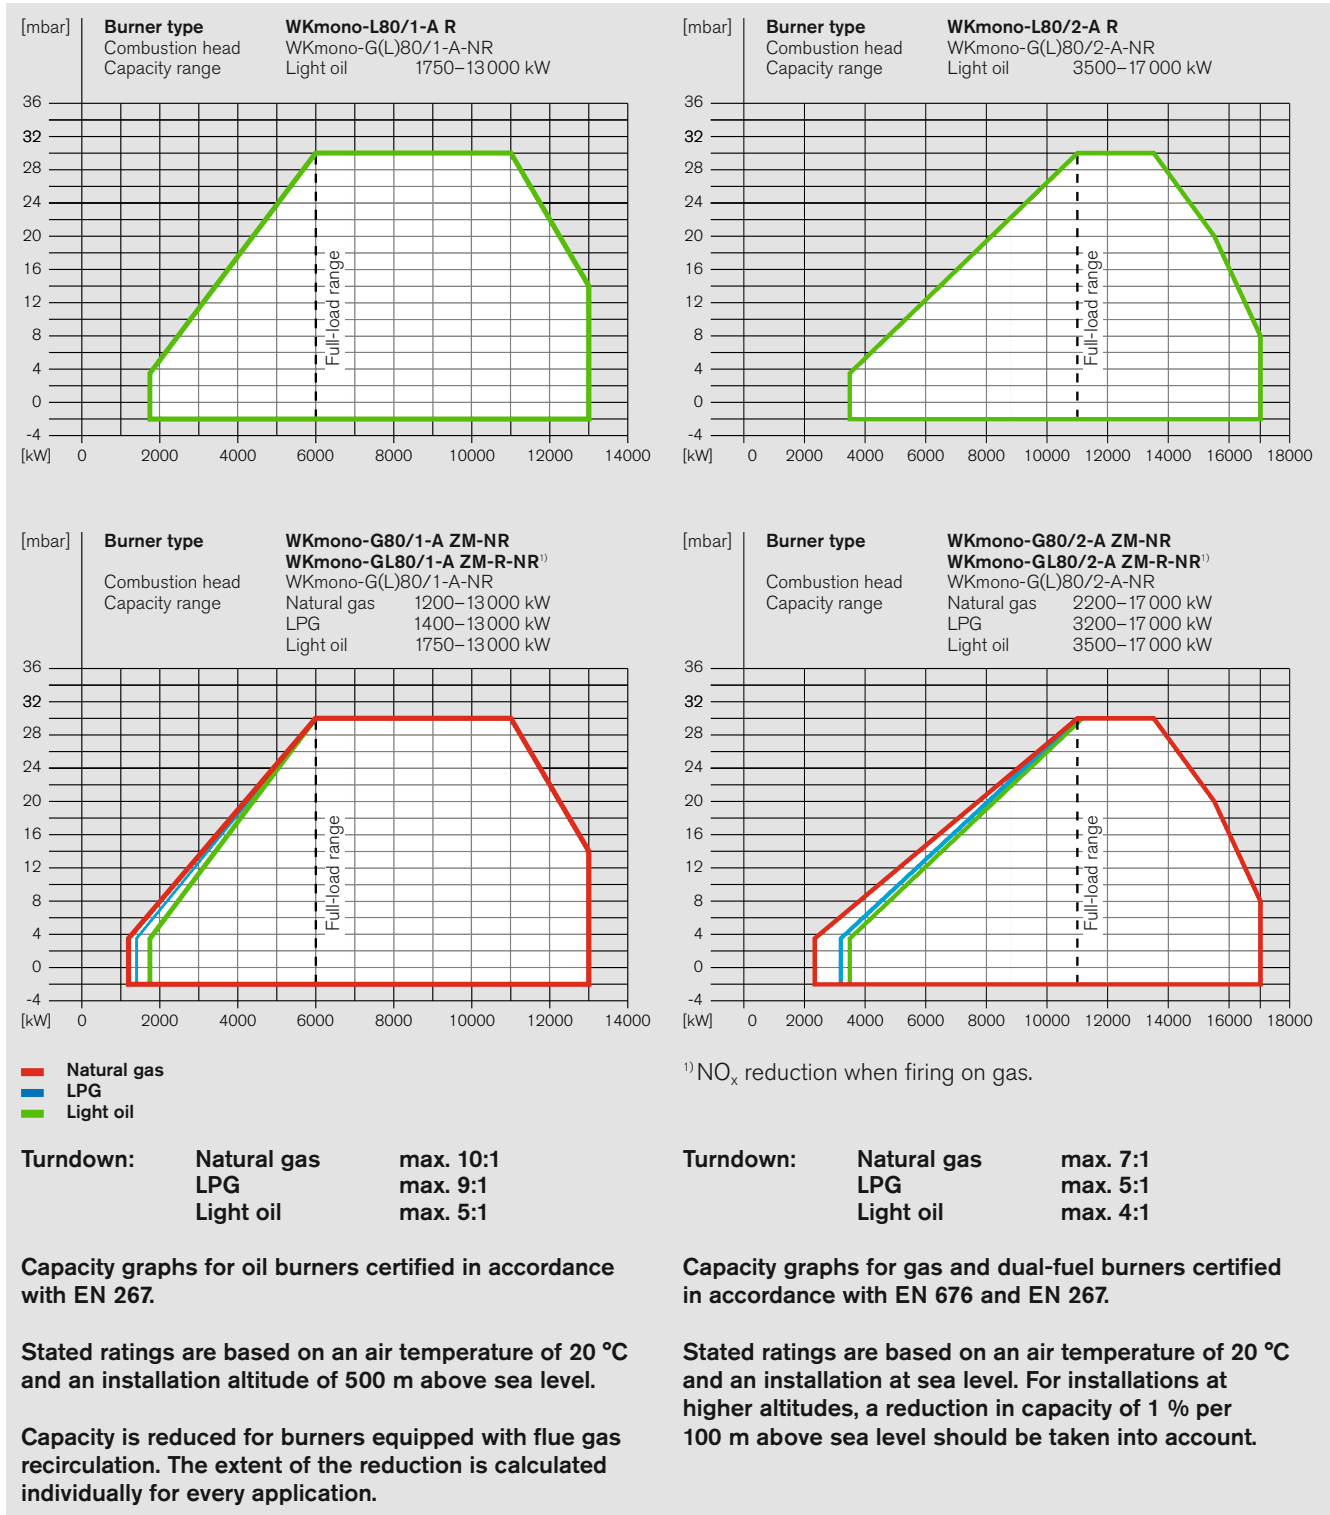 [mbar]
Burner type WKmono-L80/1-A R
Combustion head WKmono-G(L)80/1-A-NR
Capacity range Light oil 1750–13 000 kW
36
32
28
24
20
16
12
8
4
0
-4
Full-load range
[kW] 0 2000 4000 6000 8000 10000 12000 14000
[mbar]
Burner type WKmono-L80/2-A R
Combustion head WKmono-G(L)80/2-A-NR
Capacity range Light oil 3500–17 000 kW
36
32
28
24
20
16
12
8
4
0
-4
Full-load range
[kW] 0 2000 4000 6000 8000 10000 12000 14000 16000 18000
[mbar]
Burner type WKmono-G80/1-A ZM-NR
WKmono-GL80/1-A ZM-R-NR¹⁾
Combustion head WKmono-G(L)80/1-A-NR
Capacity range Natural gas 1200–13 000 kW
LPG 1400–13 000 kW
Light oil 1750–13 000 kW
36
32
28
24
20
16
12
8
4
0
-4
Full-load range
[kW] 0 2000 4000 6000 8000 10000 12000 14000
[mbar]
Burner type WKmono-G80/2-A ZM-NR
WKmono-GL80/2-A ZM-R-NR¹⁾
Combustion head WKmono-G(L)80/2-A-NR
Capacity range Natural gas 2200–17 000 kW
LPG 3200–17 000 kW
Light oil 3500–17 000 kW
36
32
28
24
20
16
12
8
4
0
-4
Full-load range
[kW] 0 2000 4000 6000 8000 10000 12000 14000 16000 18000
Natural gas
LPG
Light oil
¹⁾ NOₓ reduction when firing on gas.
Turndown: Natural gas max. 10:1
LPG max. 9:1
Light oil max. 5:1
Capacity graphs for oil burners certified in accordance
with EN 267.
Stated ratings are based on an air temperature of 20 °C
and an installation altitude of 500 m above sea level.
Capacity is reduced for burners equipped with flue gas
recirculation. The extent of the reduction is calculated
individually for every application.
Turndown: Natural gas max. 7:1
LPG max. 5:1
Light oil max. 4:1
Capacity graphs for gas and dual-fuel burners certified
in accordance with EN 676 and EN 267.
Stated ratings are based on an air temperature of 20 °C
and an installation at sea level. For installations at
higher altitudes, a reduction in capacity of 1 % per
100 m above sea level should be taken into account.